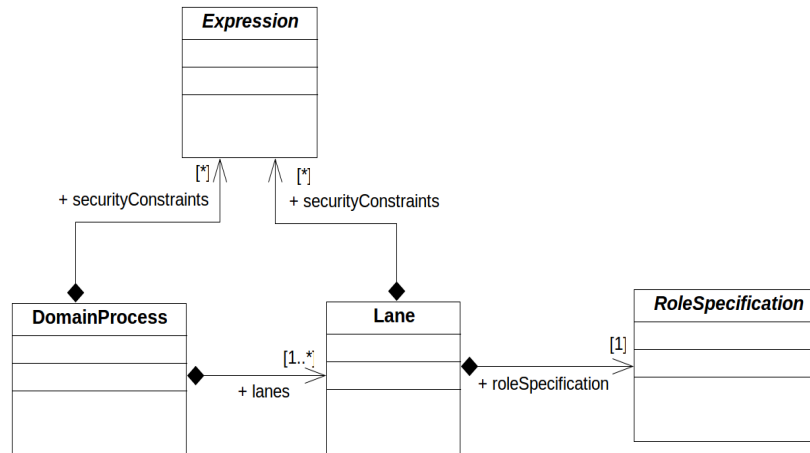 Expression
[*]
[*]
+ securityConstraints
+ securityConstraints
DomainProcess
Lane
RoleSpecification
[1..*]
+ lanes
[1]
+ roleSpecification